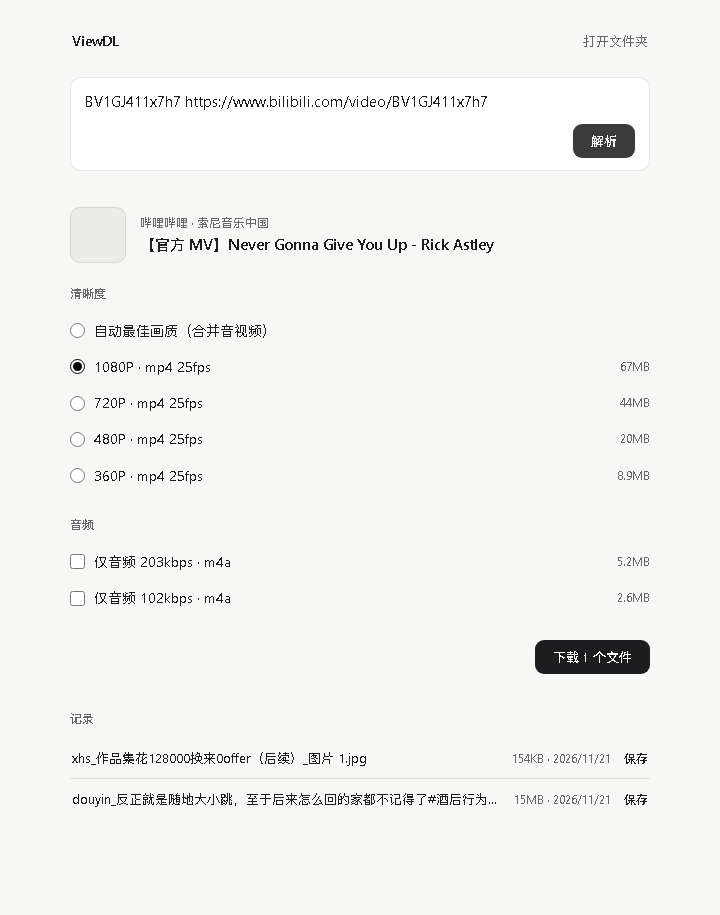 ViewDL
打开文件夹
BV1GJ411x7h7 https://www.bilibili.com/video/BV1GJ411x7h7
解析
哔哩哔哩 · 索尼音乐中国
【官方 MV】Never Gonna Give You Up - Rick Astley
清晰度
自动最佳画质（合并音视频）
1080P · mp4 25fps 67MB
720P · mp4 25fps 44MB
480P · mp4 25fps 20MB
360P · mp4 25fps 8.9MB
音频
仅音频 203kbps · m4a 5.2MB
仅音频 102kbps · m4a 2.6MB
下载 1 个文件
记录
xhs_作品集花128000换来0offer（后续）_图片 1.jpg 154KB · 2026/11/21 保存
douyin_反正就是随地大小跳，至于后来怎么回的家都不记得了#酒后行为... 15MB · 2026/11/21 保存